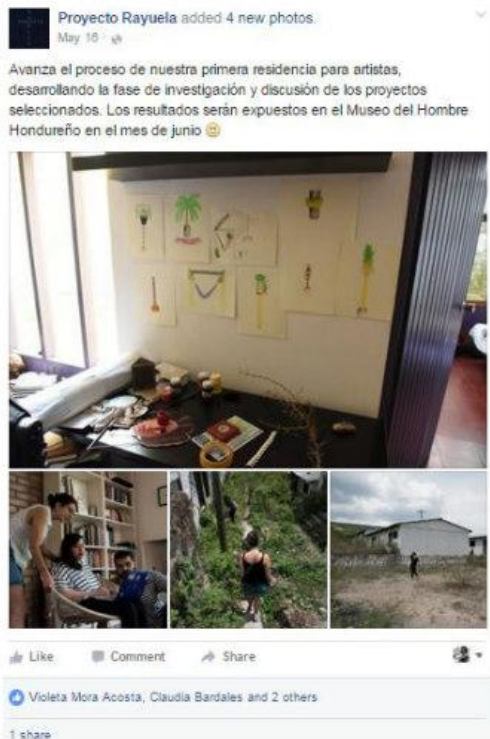 Proyecto Rayuela added 4 new photos.
May 16
Avanza el proceso de nuestra primera residencia para artistas,
desarrollando la fase de investigación y discusión de los proyectos
seleccionados. Los resultados serán expuestos en el Museo del Hombre
Hondureño en el mes de junio
Like Comment Share
Violeta Mora Acosta, Claudia Bardales and 2 others
1 share